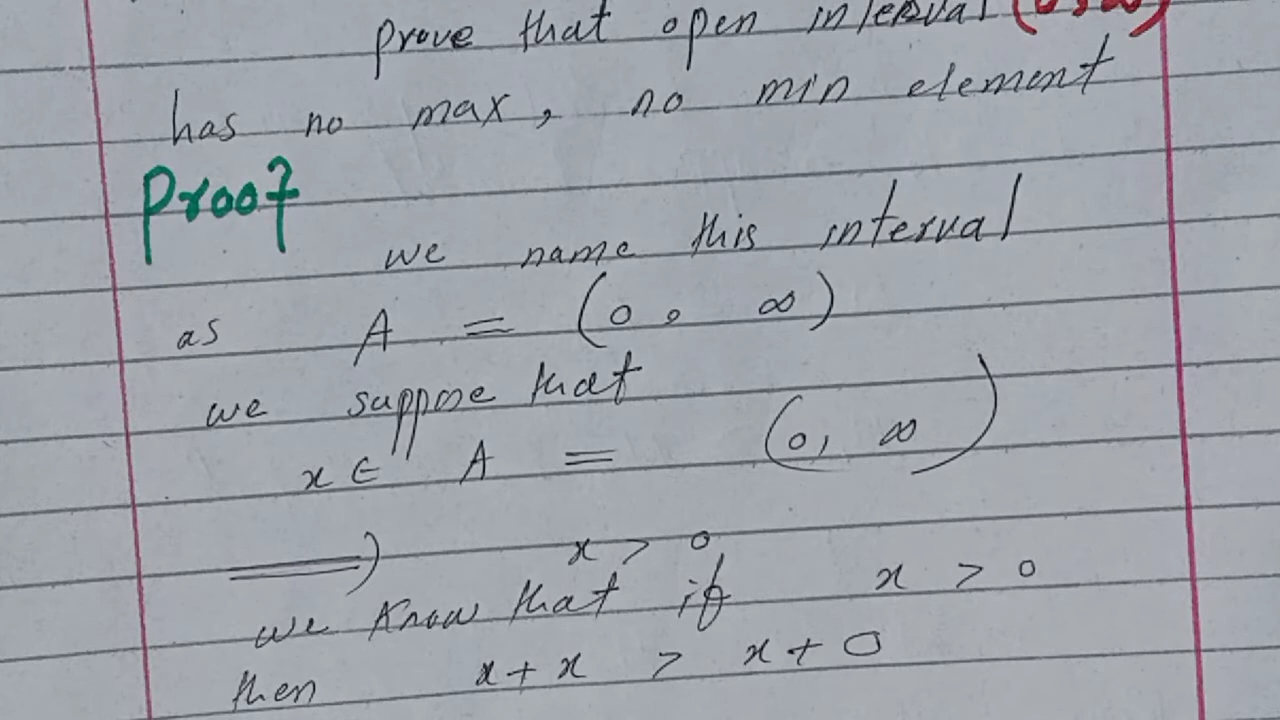 prove that open interval (0,∞)
has no max, no min element
Proof
we name this interval
as A = (0, ∞)
we suppose that
x ∈ A = (0, ∞)
⟹ x > 0
we know that if x > 0
then x + x > x + 0